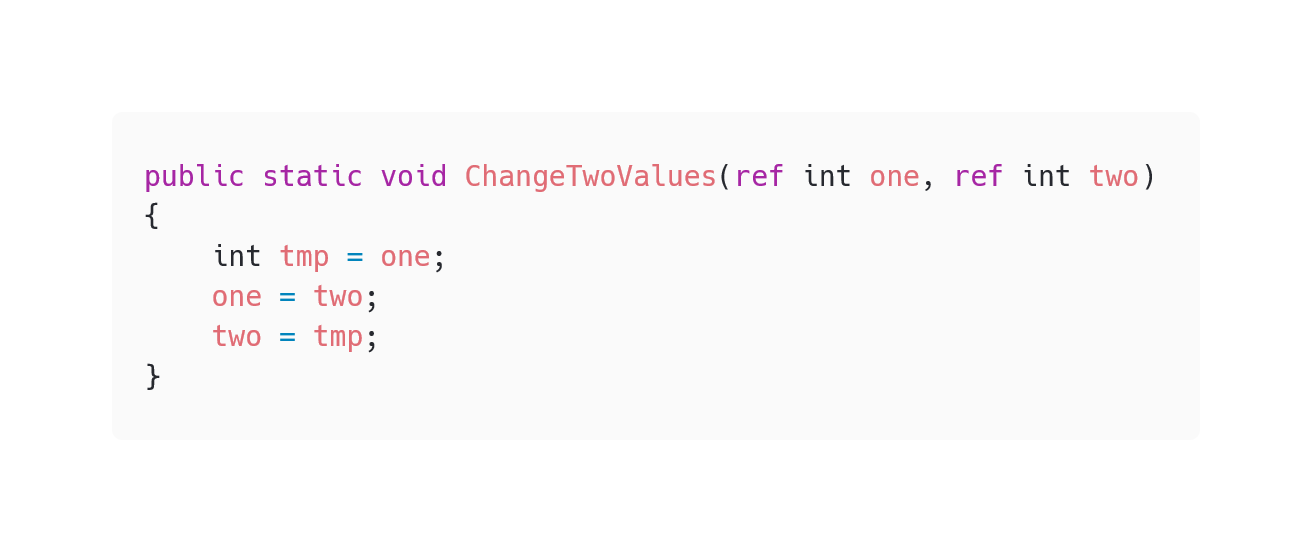 public static void ChangeTwoValues(ref int one, ref int two)
{
    int tmp = one;
    one = two;
    two = tmp;
}